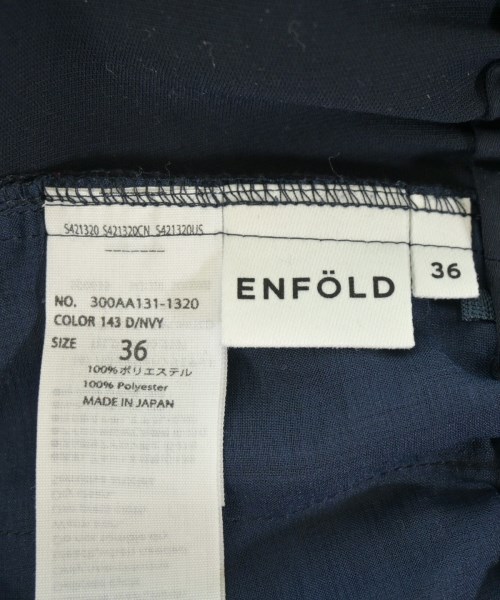 S421320 S421320CN S421320US
NO. 300AA131-1320
COLOR 143 D/NVY
SIZE 36
100%ポリエステル
100% Polyester
MADE IN JAPAN
ENFÖLD
36